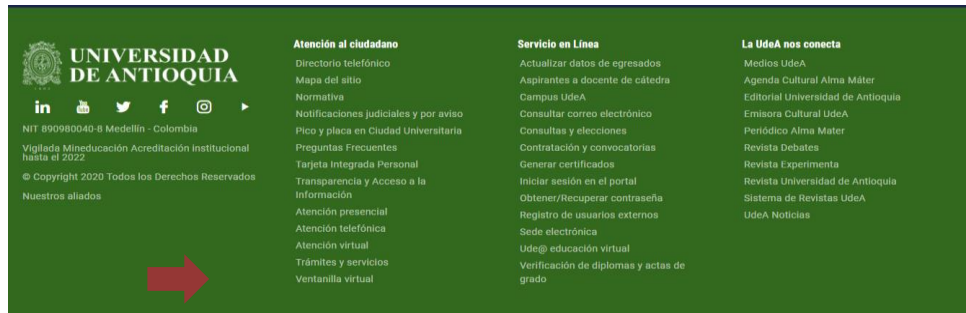 UNIVERSIDAD
DE ANTIOQUIA
NIT 890980040-8 Medellín - Colombia
Vigilada Mineducación Acreditación institucional
hasta el 2022
© Copyright 2020 Todos los Derechos Reservados
Nuestros aliados
Atención al ciudadano
Directorio telefónico
Mapa del sitio
Normativa
Notificaciones judiciales y por aviso
Pico y placa en Ciudad Universitaria
Preguntas Frecuentes
Tarjeta Integrada Personal
Transparencia y Acceso a la
Información
Atención presencial
Atención telefónica
Atención virtual
Trámites y servicios
Ventanilla virtual
Servicio en Línea
Actualizar datos de egresados
Aspirantes a docente de cátedra
Campus UdeA
Consultar correo electrónico
Consultas y elecciones
Contratación y convocatorias
Generar certificados
Iniciar sesión en el portal
Obtener/Recuperar contraseña
Registro de usuarios externos
Sede electrónica
Ude@ educación virtual
Verificación de diplomas y actas de
grado
La UdeA nos conecta
Medios UdeA
Agenda Cultural Alma Máter
Editorial Universidad de Antioquia
Emisora Cultural UdeA
Periódico Alma Mater
Revista Debates
Revista Experimenta
Revista Universidad de Antioquia
Sistema de Revistas UdeA
UdeA Noticias